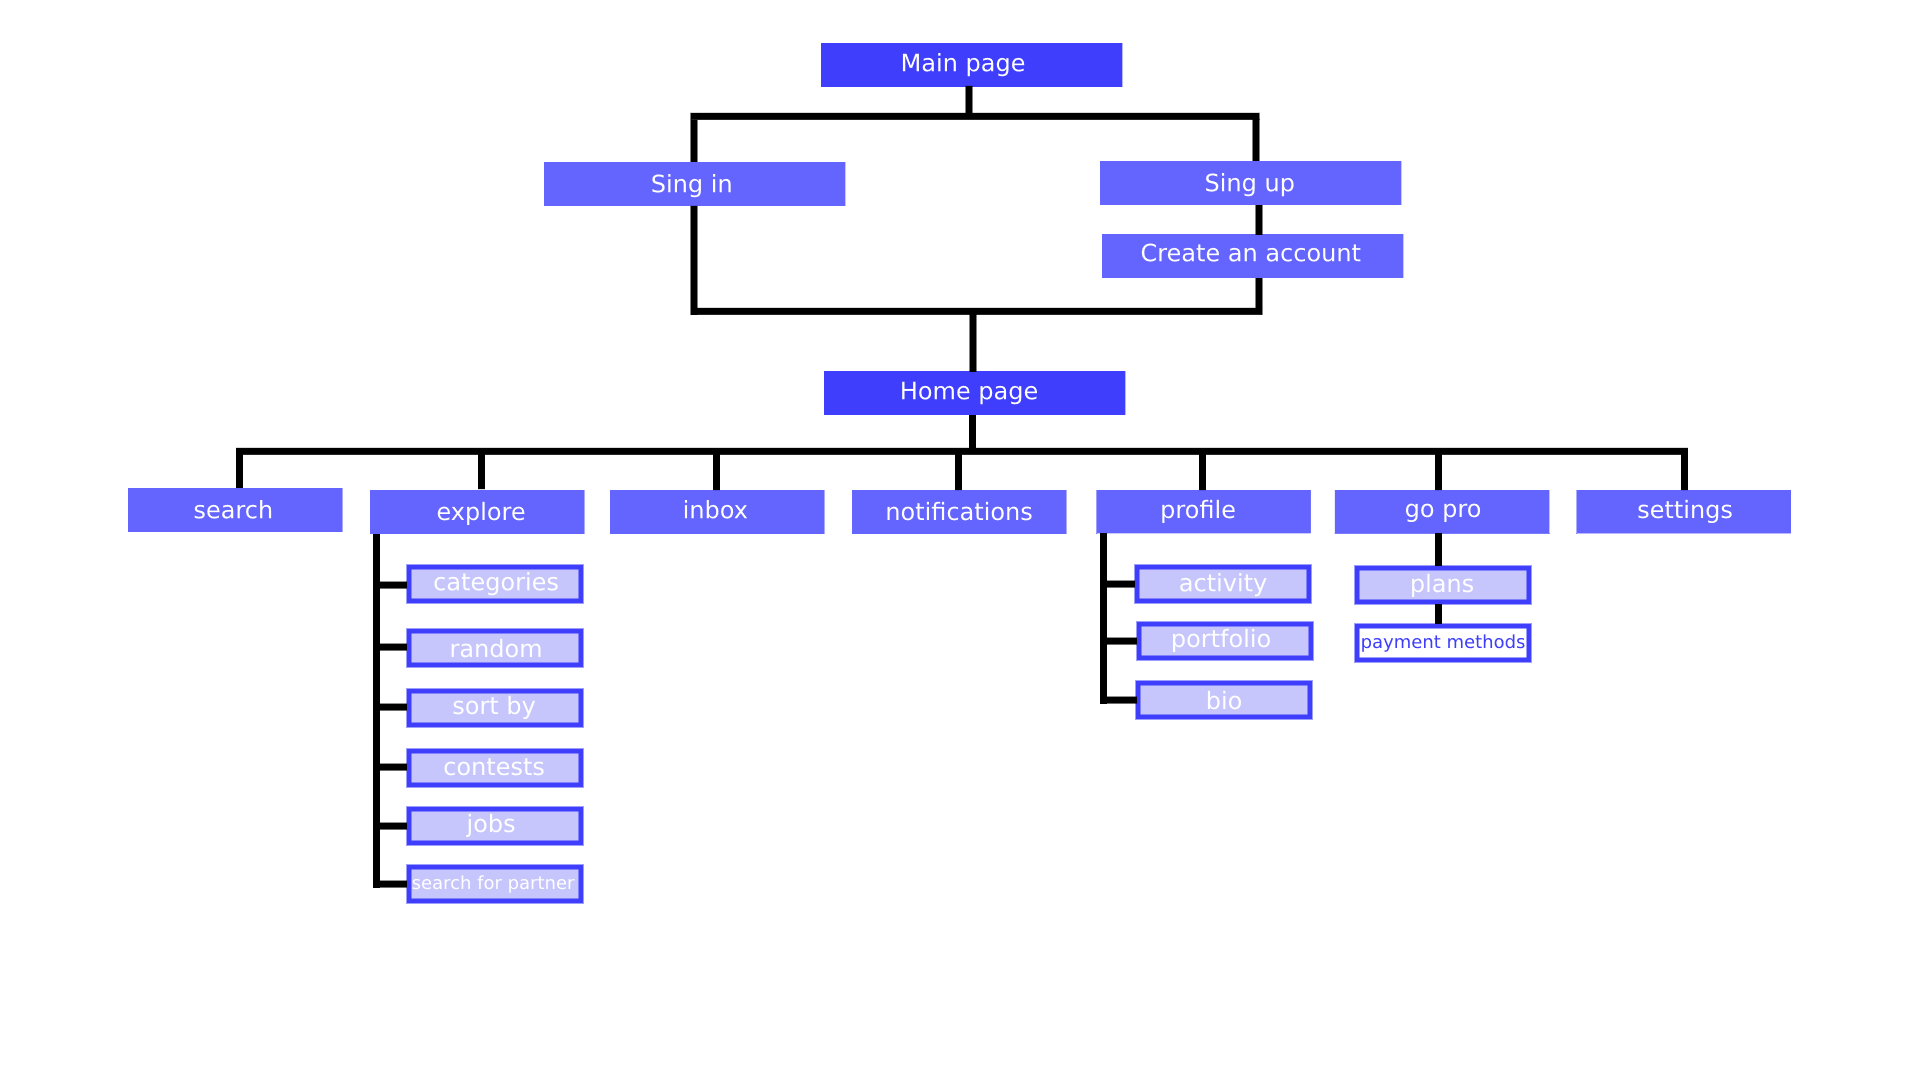 Main page
Sing in
Sing up
Create an account
Home page
search
explore
inbox
notifications
profile
go pro
settings
categories
random
sort by
contests
jobs
search for partner
activity
portfolio
bio
plans
payment methods